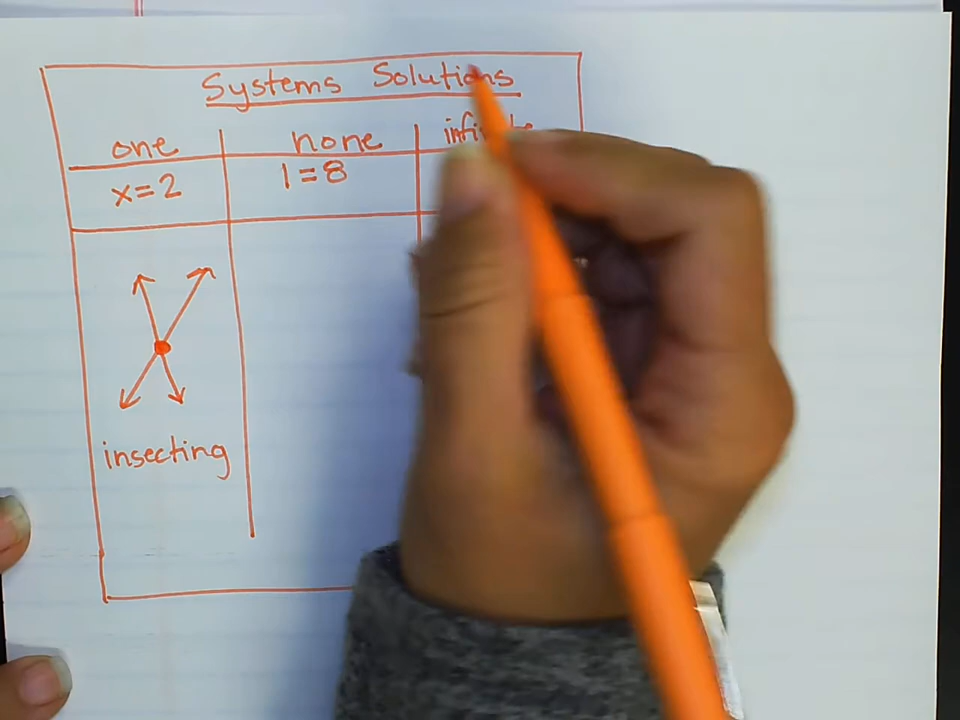 Systems Solutions
one none
x=2 1=8
insecting